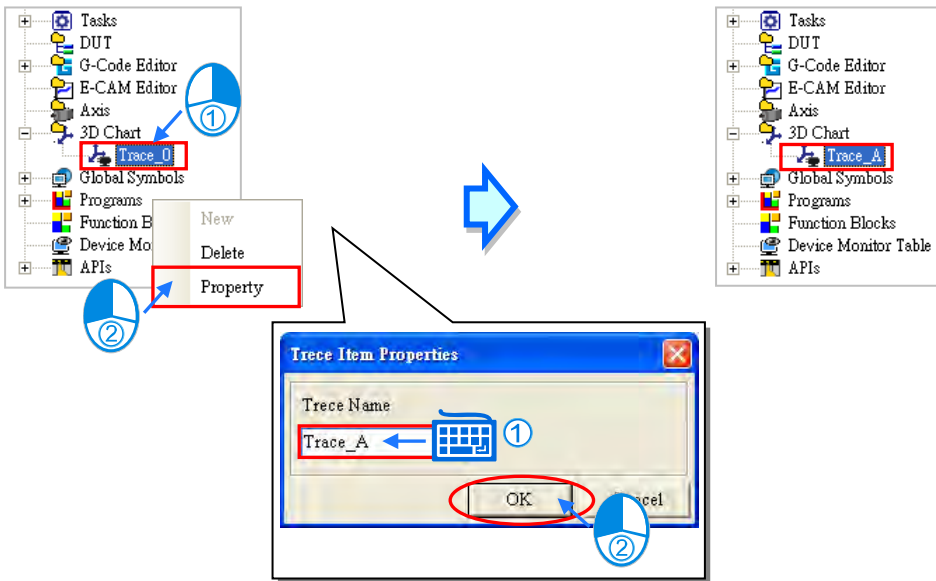 Tasks
DUT
G-Code Editor
E-CAM Editor
Axis
3D Chart
Trace_0
Global Symbols
Programs
Function B
Device Mo
APIs
①
New
Delete
Property
②
Trece Item Properties
Trece Name
Trace_A
①
OK
cel
②
Tasks
DUT
G-Code Editor
E-CAM Editor
Axis
3D Chart
Trace_A
Global Symbols
Programs
Function Blocks
Device Monitor Table
APIs